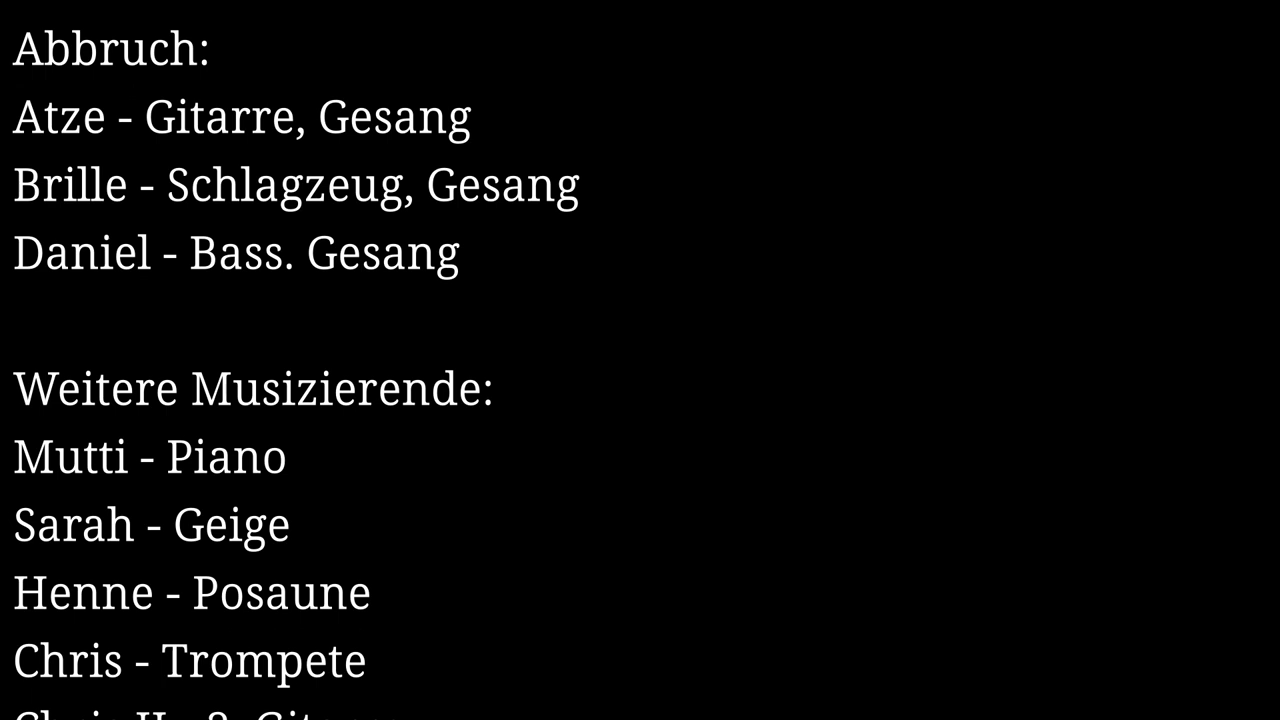 Abbruch:
Atze - Gitarre, Gesang
Brille - Schlagzeug, Gesang
Daniel - Bass. Gesang
Weitere Musizierende:
Mutti - Piano
Sarah - Geige
Henne - Posaune
Chris - Trompete